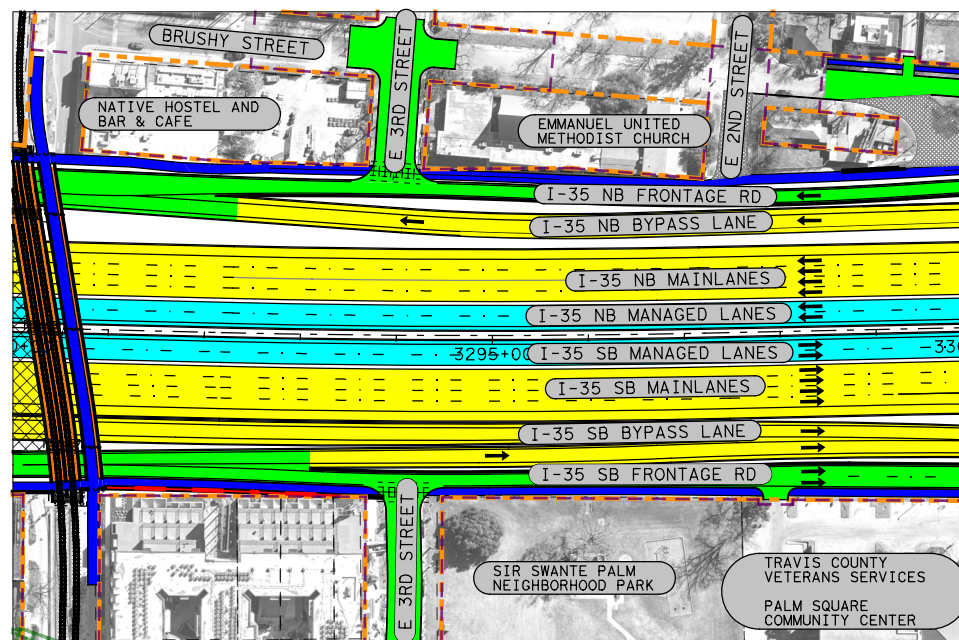 BRUSHY STREET
E 3RD STREET
E 2ND STREET
NATIVE HOSTEL AND
BAR & CAFE
EMMANUEL UNITED
METHODIST CHURCH
I-35 NB FRONTAGE RD
I-35 NB BYPASS LANE
I-35 NB MAINLANES
I-35 NB MANAGED LANES
I-35 SB MANAGED LANES
3295+00
I-35 SB MAINLANES
I-35 SB BYPASS LANE
I-35 SB FRONTAGE RD
E 3RD STREET
SIR SWANTE PALM
NEIGHBORHOOD PARK
TRAVIS COUNTY
VETERANS SERVICES
PALM SQUARE
COMMUNITY CENTER